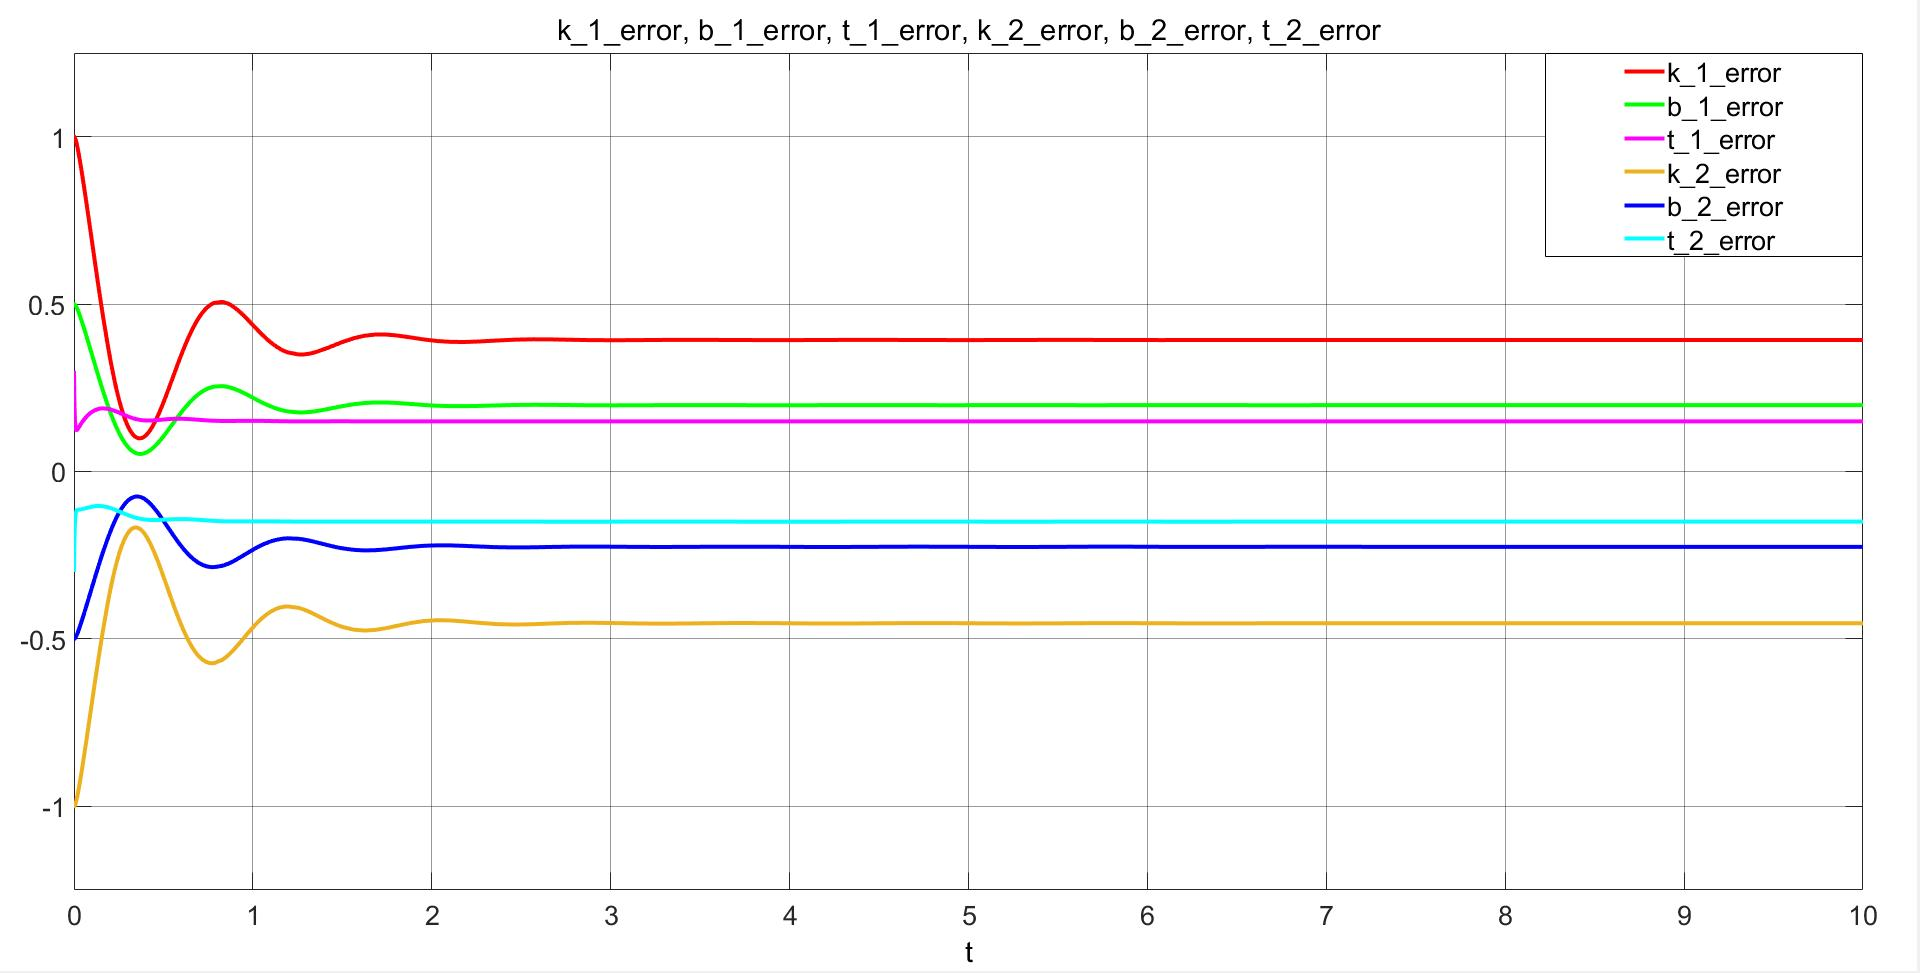 k_1_error, b_1_error, t_1_error, k_2_error, b_2_error, t_2_error
k_1_error
b_1_error
t_1_error
k_2_error
b_2_error
t_2_error
1
0.5
0
-0.5
-1
0 1 2 3 4 5 6 7 8 9 10
t